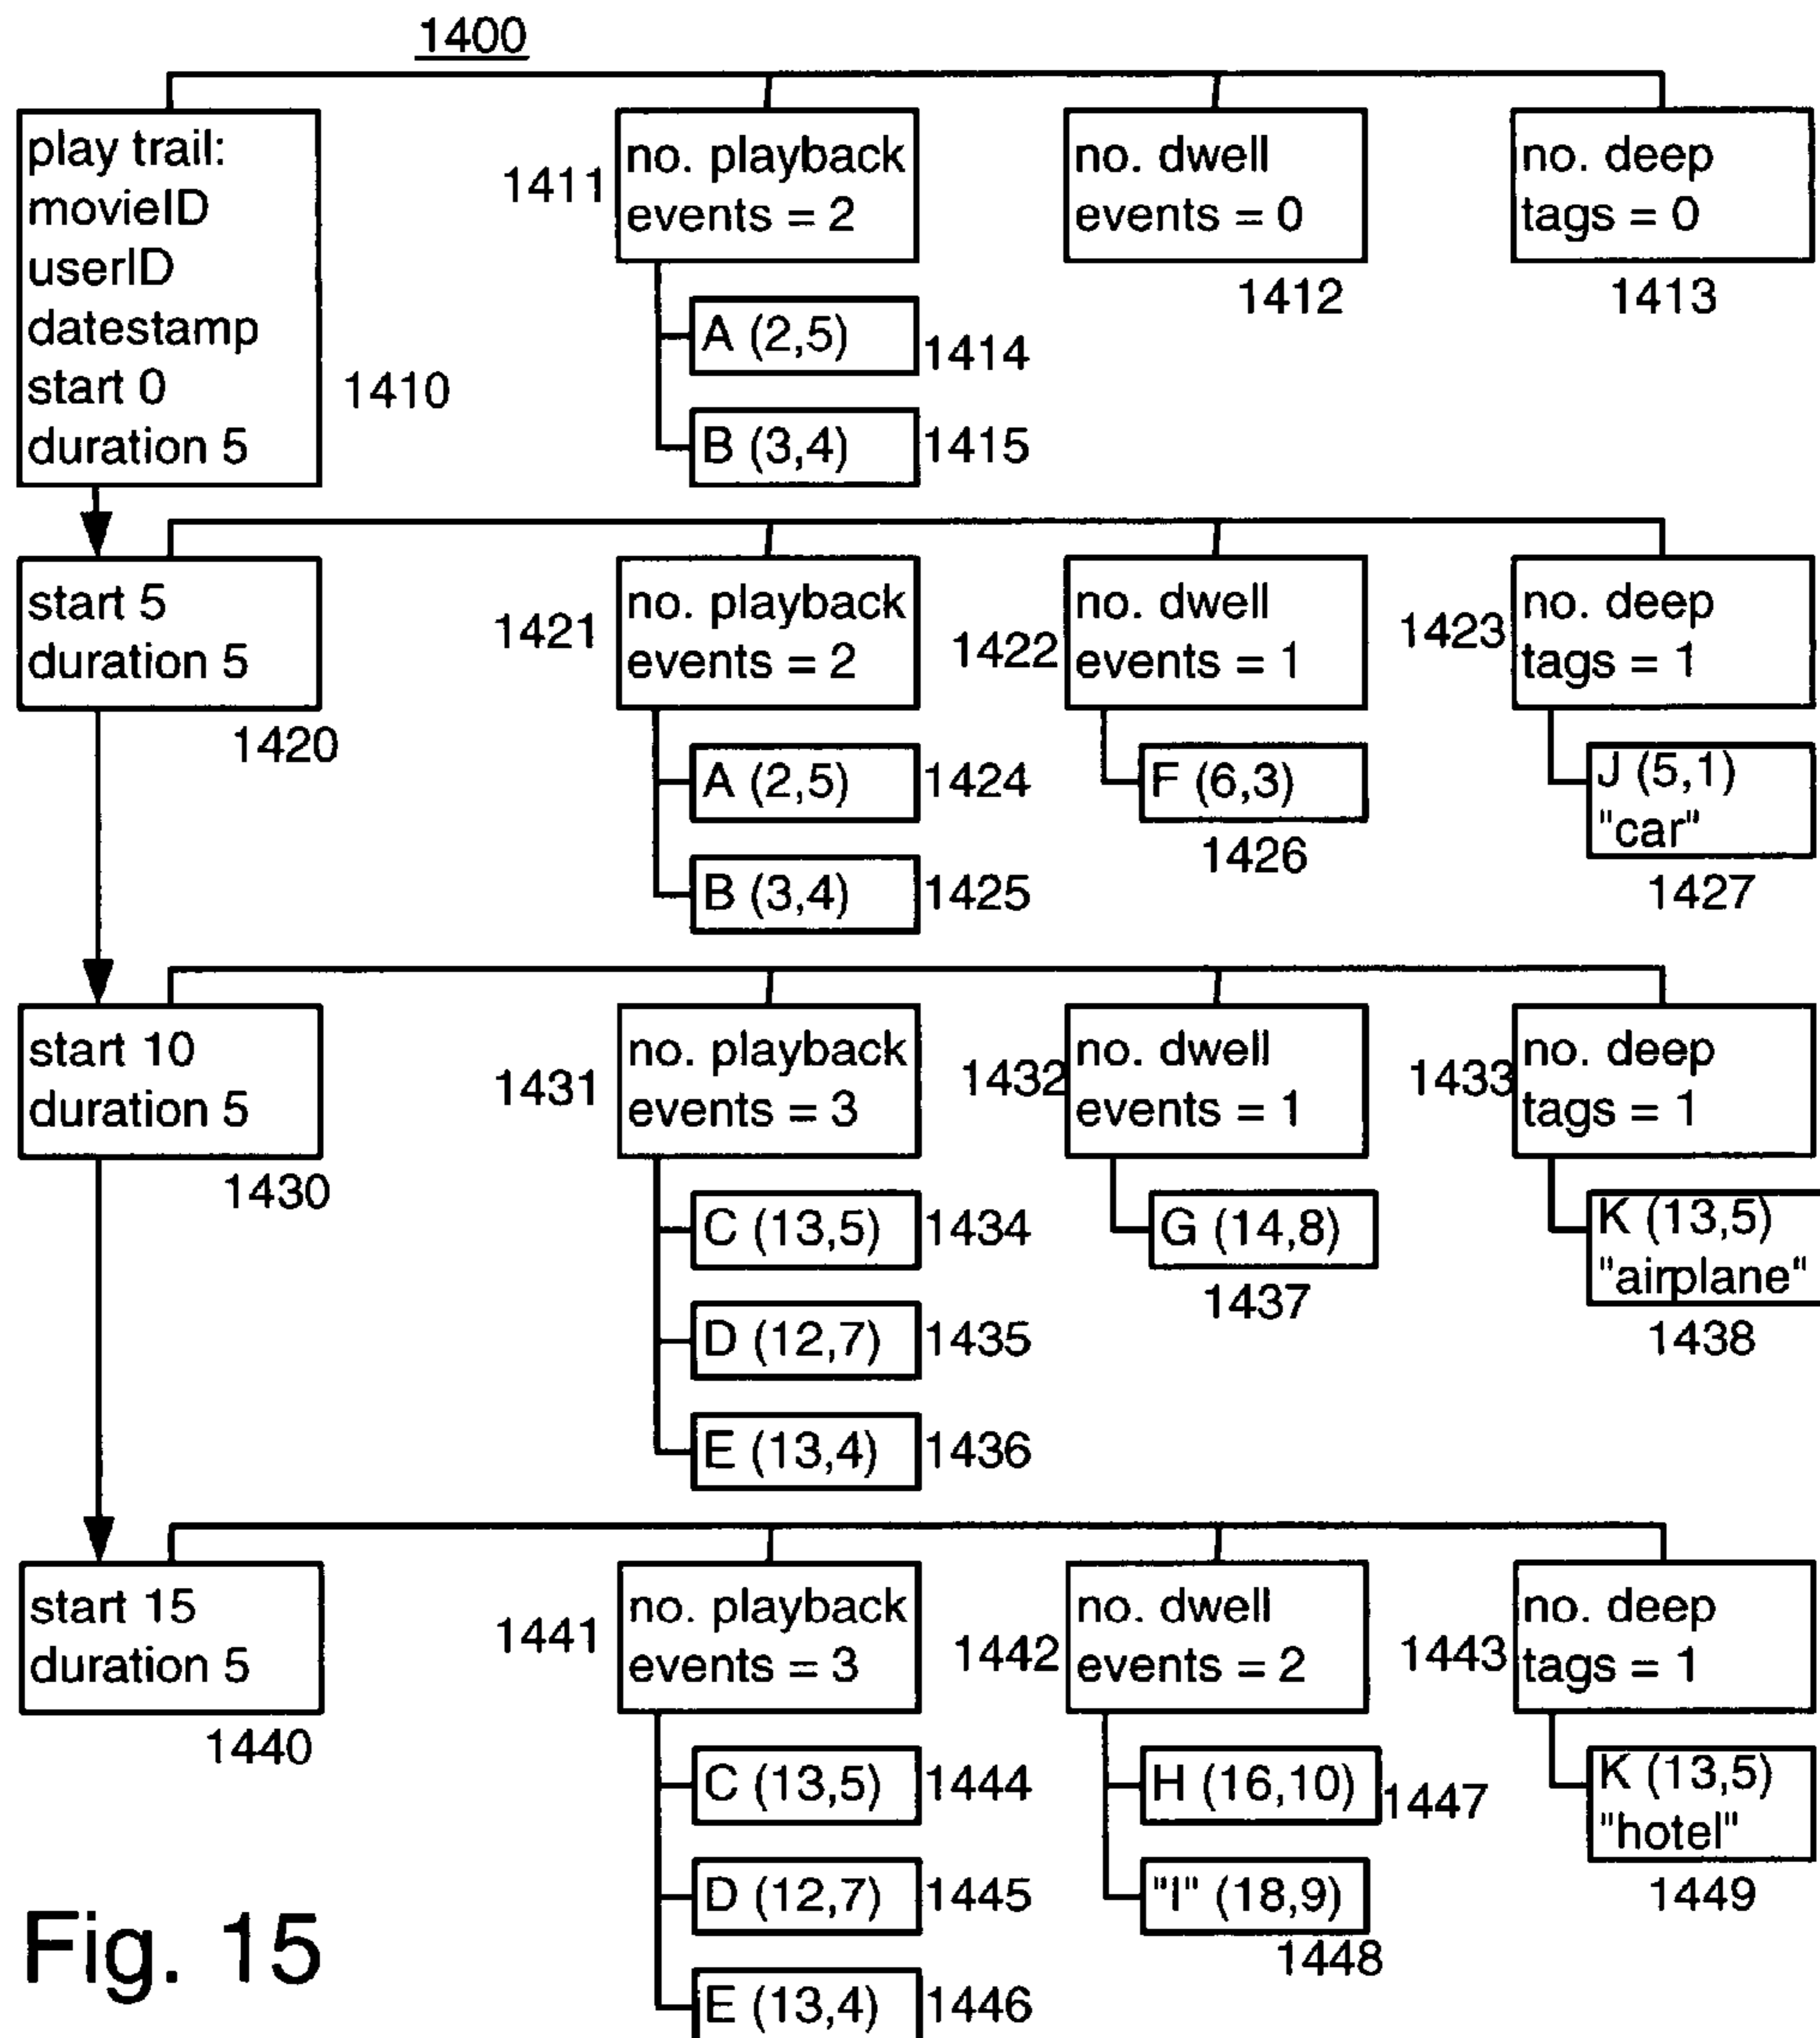 1400
play trail:
movieID
userID
datestamp
start 0
duration 5
1410
1411
no. playback
events = 2
A (2,5)
1414
B (3,4)
1415
no. dwell
events = 0
1412
no. deep
tags = 0
1413
start 5
duration 5
1420
1421
no. playback
events = 2
A (2,5)
1424
B (3,4)
1425
1422
no. dwell
events = 1
F (6,3)
1426
1423
no. deep
tags = 1
J (5,1)
"car"
1427
start 10
duration 5
1430
1431
no. playback
events = 3
C (13,5)
1434
D (12,7)
1435
E (13,4)
1436
1432
no. dwell
events = 1
G (14,8)
1437
1433
no. deep
tags = 1
K (13,5)
"airplane"
1438
start 15
duration 5
1440
1441
no. playback
events = 3
C (13,5)
1444
D (12,7)
1445
E (13,4)
1446
1442
no. dwell
events = 2
H (16,10)
1447
"I" (18,9)
1448
1443
no. deep
tags = 1
K (13,5)
"hotel"
1449
Fig. 15